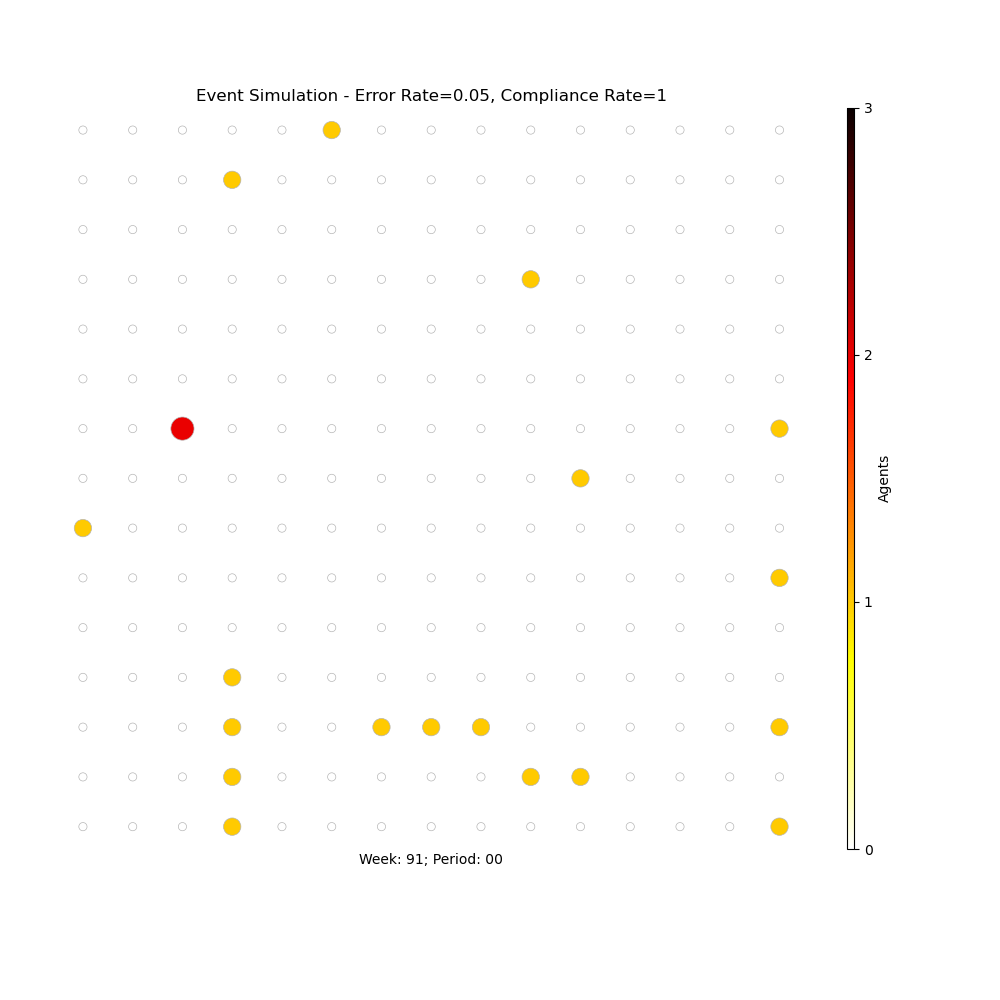 Event Simulation - Error Rate=0.05, Compliance Rate=1
3
2
Agents
1
0
Week: 91; Period: 00